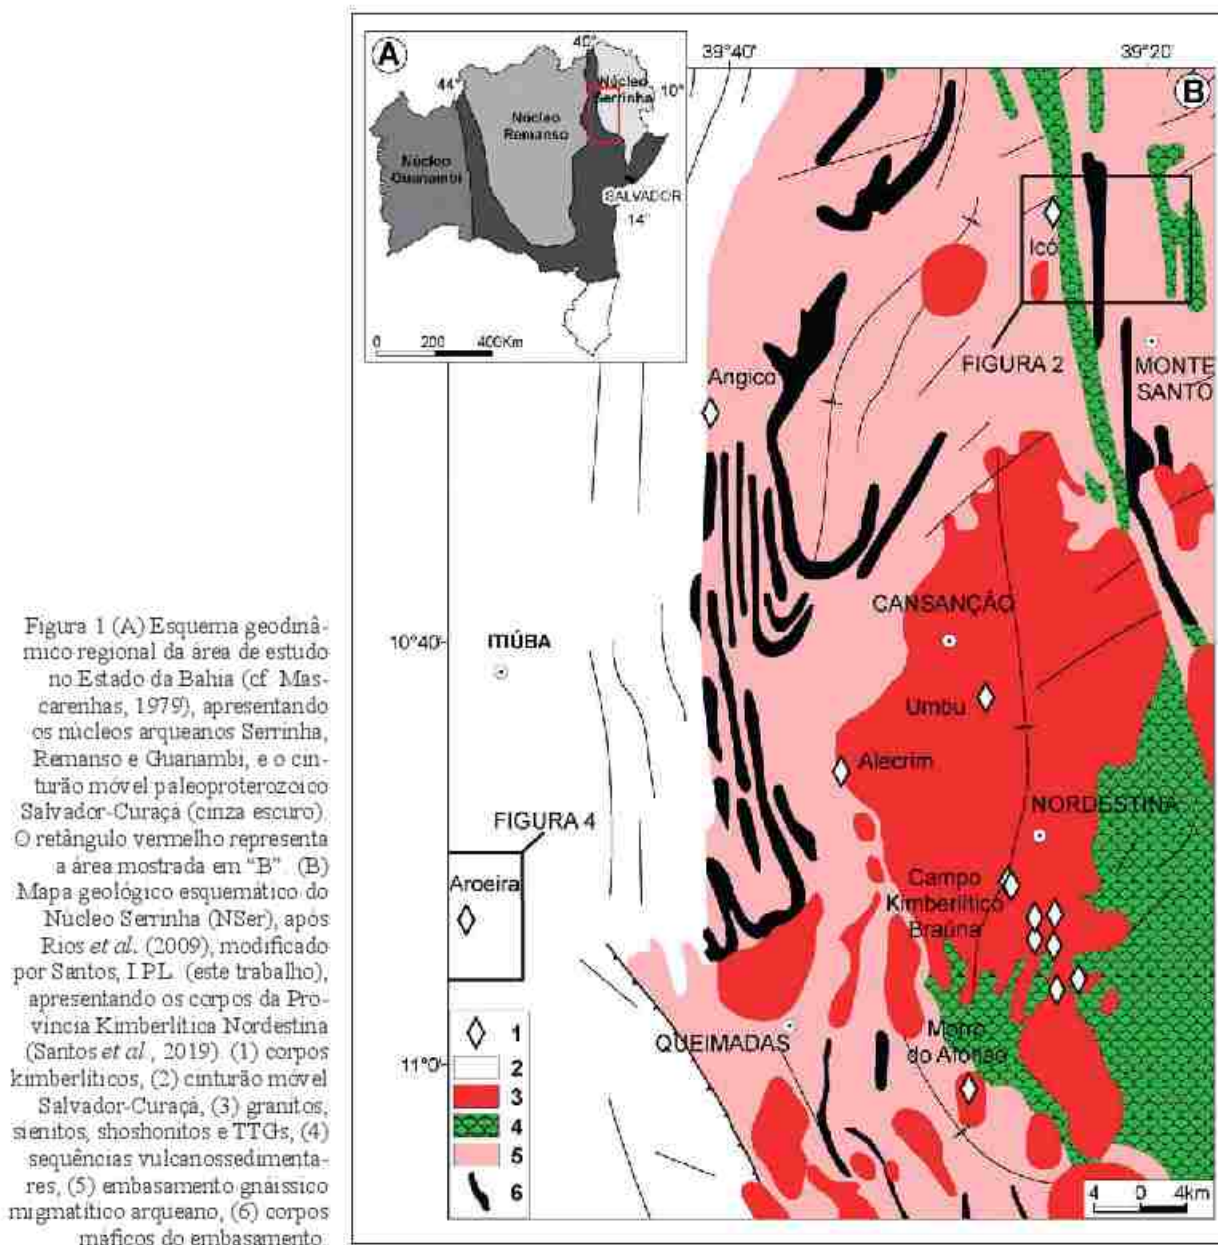 A
40°
44°
Núcleo
Serrinha
10°
Núcleo
Remanso
Núcleo
Guanambi
SALVADOR
14°
0 200 400Km
39°40'
39°20'
B
Icó
FIGURA 2
MONTE
SANTO
Angico
CANSANÇÃO
10°40'
ITIÚBA
Umbu
Alecrim
NORDESTINA
FIGURA 4
Aroeira
Campo
Kimberlítico
Braúna
QUEIMADAS
Morro
do Afonão
11°0'
1
2
3
4
5
6
4 0 4km
Figura 1 (A) Esquema geodinâ-
mico regional da área de estudo
no Estado da Bahia (cf. Mas-
carenhas, 1979), apresentando
os núcleos arqueanos Serrinha,
Remanso e Guanambi, e o cin-
turão móvel paleoproterozoico
Salvador-Curaçá (cinza escuro).
O retângulo vermelho representa
a área mostrada em "B". (B)
Mapa geológico esquemático do
Núcleo Serrinha (NSer), após
Rios et al. (2009), modificado
por Santos, I.P.L. (este trabalho),
apresentando os corpos da Pro-
víncia Kimberlítica Nordestina
(Santos et al., 2019). (1) corpos
kimberlíticos, (2) cinturão móvel
Salvador-Curaçá, (3) granitos,
sienitos, shoshonitos e TTGs, (4)
sequências vulcanossedimenta-
res, (5) embasamento gnáissico
migmatítico arqueano, (6) corpos
máficos do embasamento.